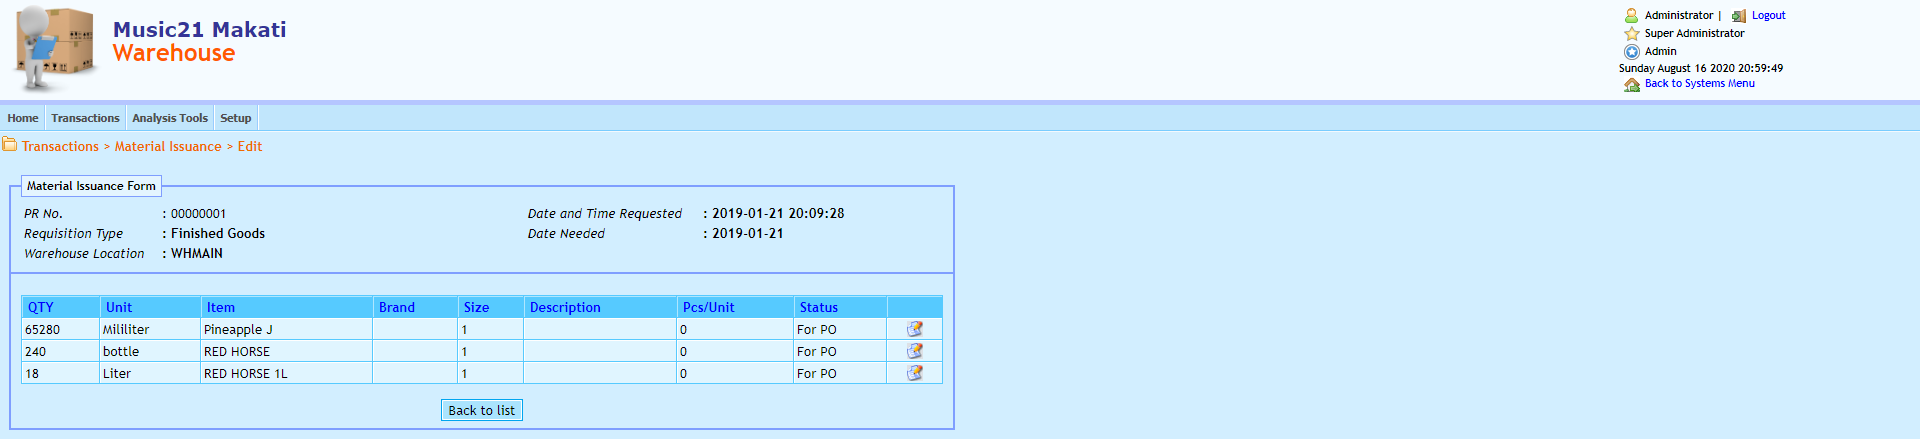 Music21 Makati
Warehouse
Administrator | Logout
Super Administrator
Admin
Sunday August 16 2020 20:59:49
Back to Systems Menu
Home Transactions Analysis Tools Setup
Transactions > Material Issuance > Edit
Material Issuance Form
PR No. : 00000001 Date and Time Requested : 2019-01-21 20:09:28
Requisition Type : Finished Goods Date Needed : 2019-01-21
Warehouse Location : WHMAIN
QTY Unit Item Brand Size Description Pcs/Unit Status
65280 Mililiter Pineapple J 1 0 For PO
240 bottle RED HORSE 1 0 For PO
18 Liter RED HORSE 1L 1 0 For PO
Back to list